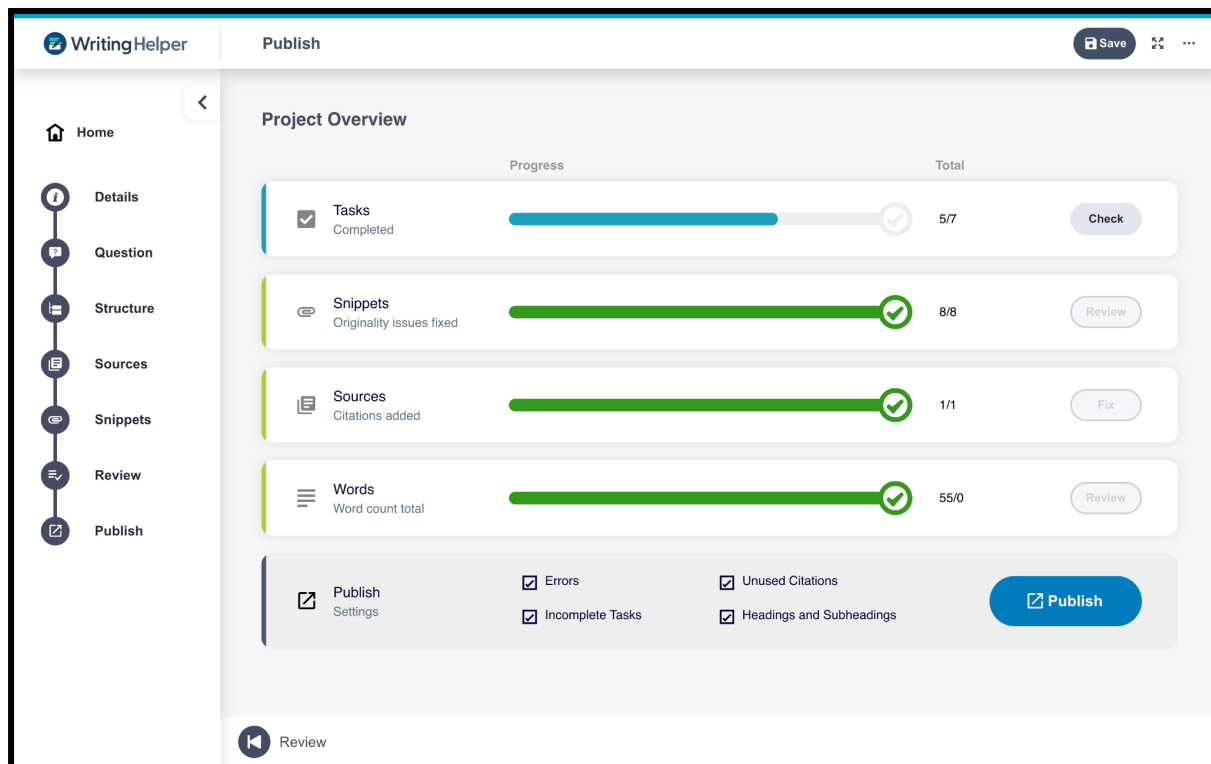 WritingHelper
Publish
Save
Home
Details
Question
Structure
Sources
Snippets
Review
Publish
Project Overview
Progress Total
Tasks
Completed
5/7
Check
Snippets
Originality issues fixed
8/8
Review
Sources
Citations added
1/1
Fix
Words
Word count total
55/0
Review
Publish
Settings
Errors
Unused Citations
Incomplete Tasks
Headings and Subheadings
Publish
Review